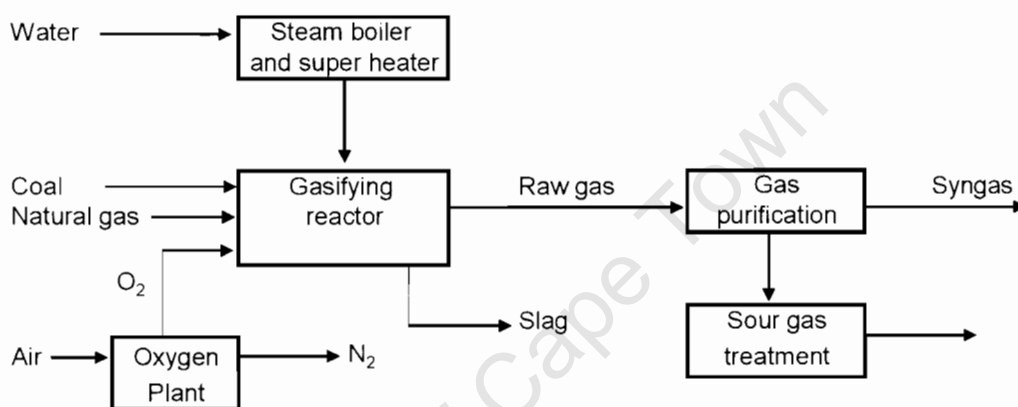 Water
Steam boiler
and super heater
Coal
Natural gas
Gasifying
reactor
Raw gas
Gas
purification
Syngas
O₂
Slag
Sour gas
treatment
Air
Oxygen
Plant
N₂
Cape Town